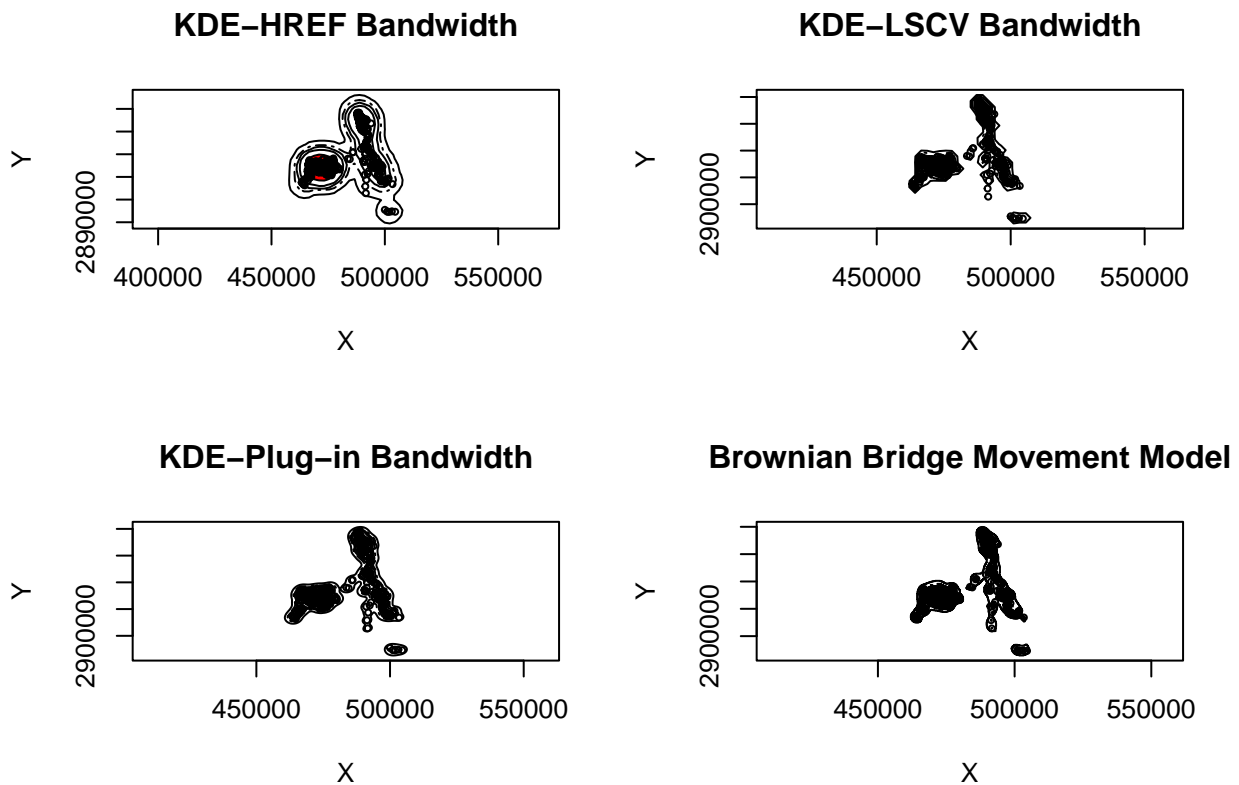 KDE−HREF Bandwidth
Y
2890000
400000 450000 500000 550000
X
KDE−LSCV Bandwidth
Y
2900000
450000 500000 550000
X
KDE−Plug−in Bandwidth
Y
2900000
450000 500000 550000
X
Brownian Bridge Movement Model
Y
2900000
450000 500000 550000
X